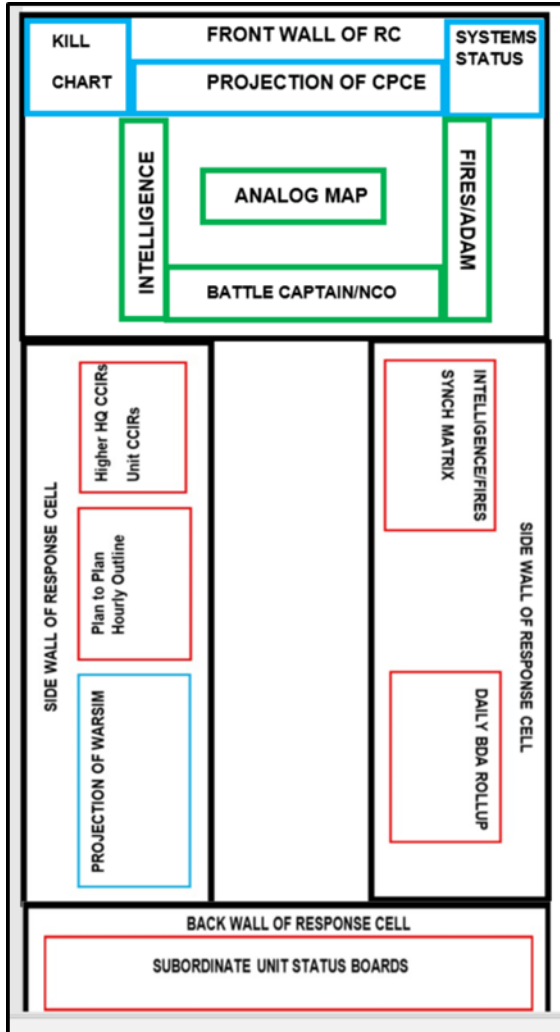 KILL
CHART
FRONT WALL OF RC
PROJECTION OF CPCE
SYSTEMS
STATUS
INTELLIGENCE
ANALOG MAP
FIRES/ADAM
BATTLE CAPTAIN/NCO
SIDE WALL OF RESPONSE CELL
Higher HQ CCIRs
Unit CCIRs
Plan to Plan
Hourly Outline
PROJECTION OF WARSIM
INTELLIGENCE/FIRES
SYNCH MATRIX
SIDE WALL OF RESPONSE CELL
DAILY BDA ROLLUP
BACK WALL OF RESPONSE CELL
SUBORDINATE UNIT STATUS BOARDS